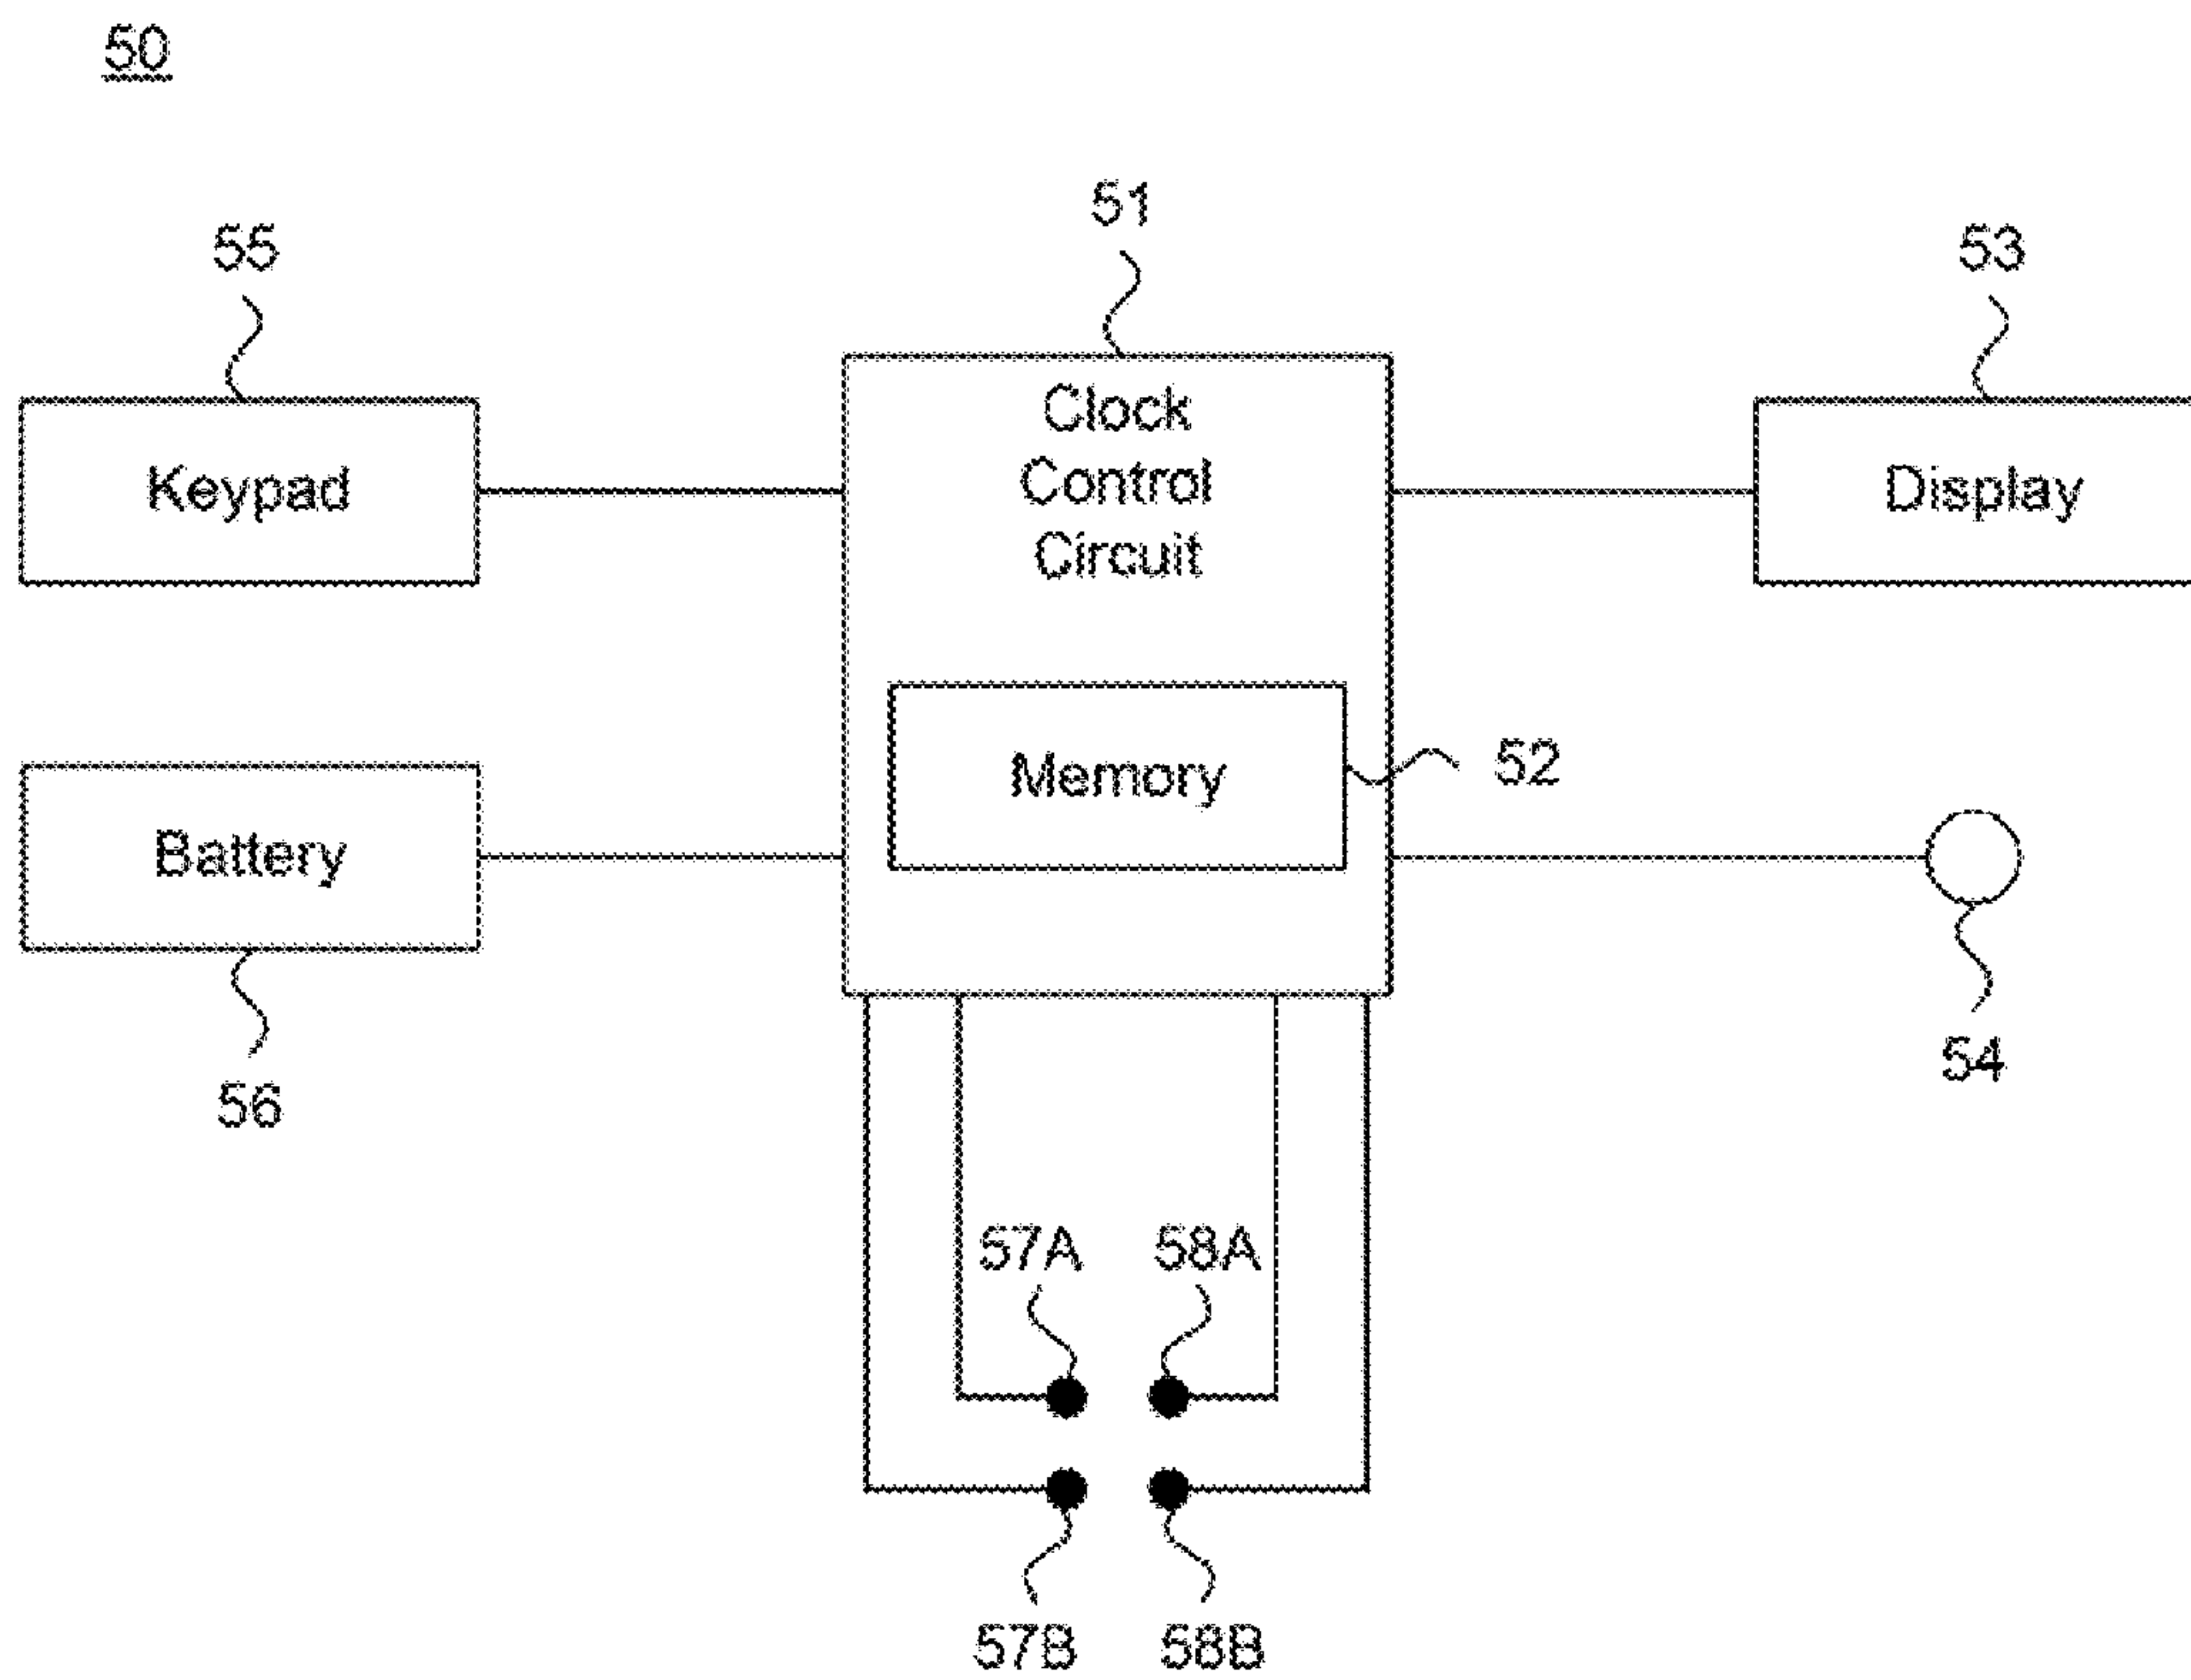 50
51
55
53
Clock
Control
Circuit
Keypad
Display
Memory
52
Battery
54
56
57A
58A
57B
58B